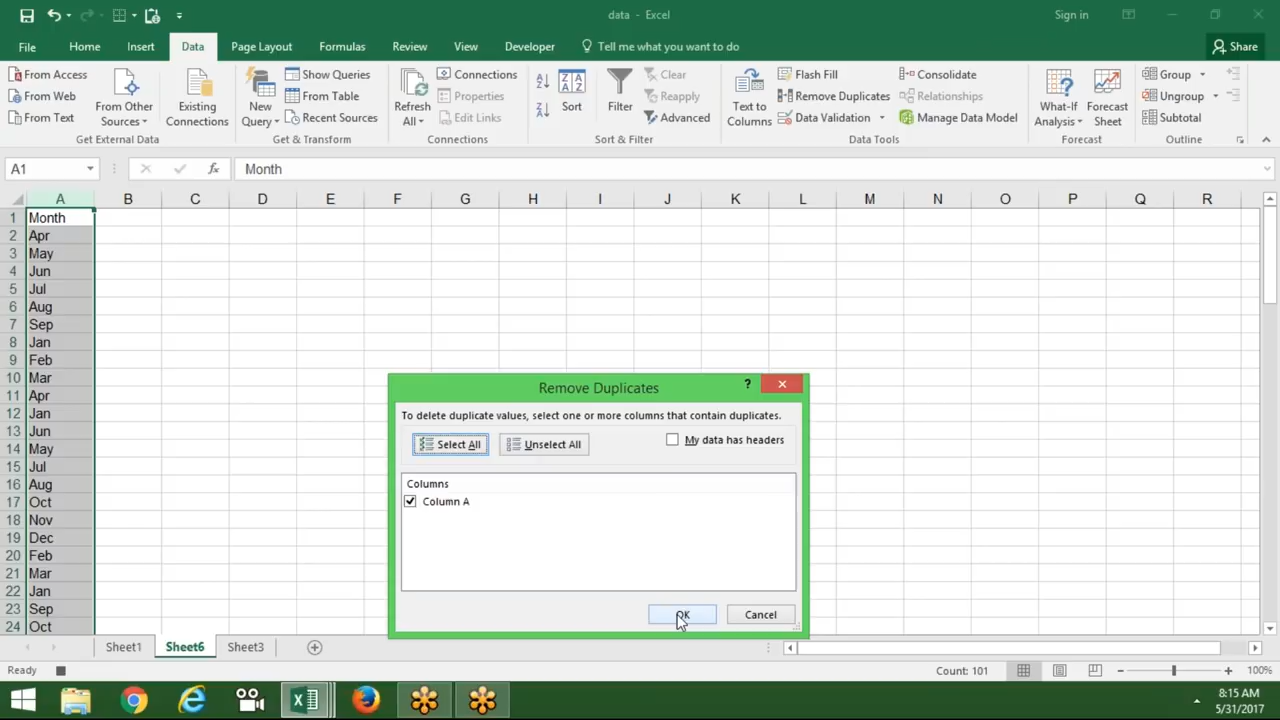 data - Excel
Sign in
File Home Insert Data Page Layout Formulas Review View Developer Tell me what you want to do Share
From Access
From Web
From Text
From Other Sources
Existing Connections
Get External Data
New Query
Show Queries
From Table
Recent Sources
Get & Transform
Refresh All
Connections
Properties
Edit Links
Connections
Sort
Filter
Clear
Reapply
Advanced
Sort & Filter
Text to Columns
Flash Fill
Remove Duplicates
Data Validation
Consolidate
Relationships
Manage Data Model
Data Tools
What-If Analysis
Forecast Sheet
Forecast
Group
Ungroup
Subtotal
Outline
A1 fx Month
A B C D E F G H I J K L M N O P Q R
1 Month
2 Apr
3 May
4 Jun
5 Jul
6 Aug
7 Sep
8 Jan
9 Feb
10 Mar
11 Apr
12 Jan
13 Jun
14 May
15 Jul
16 Aug
17 Oct
18 Nov
19 Dec
20 Feb
21 Mar
22 Jan
23 Sep
24 Oct
Remove Duplicates ?
To delete duplicate values, select one or more columns that contain duplicates.
Select All Unselect All My data has headers
Columns
Column A
OK Cancel
Sheet1 Sheet6 Sheet3
Ready Count: 101 100%
8:15 AM
5/31/2017